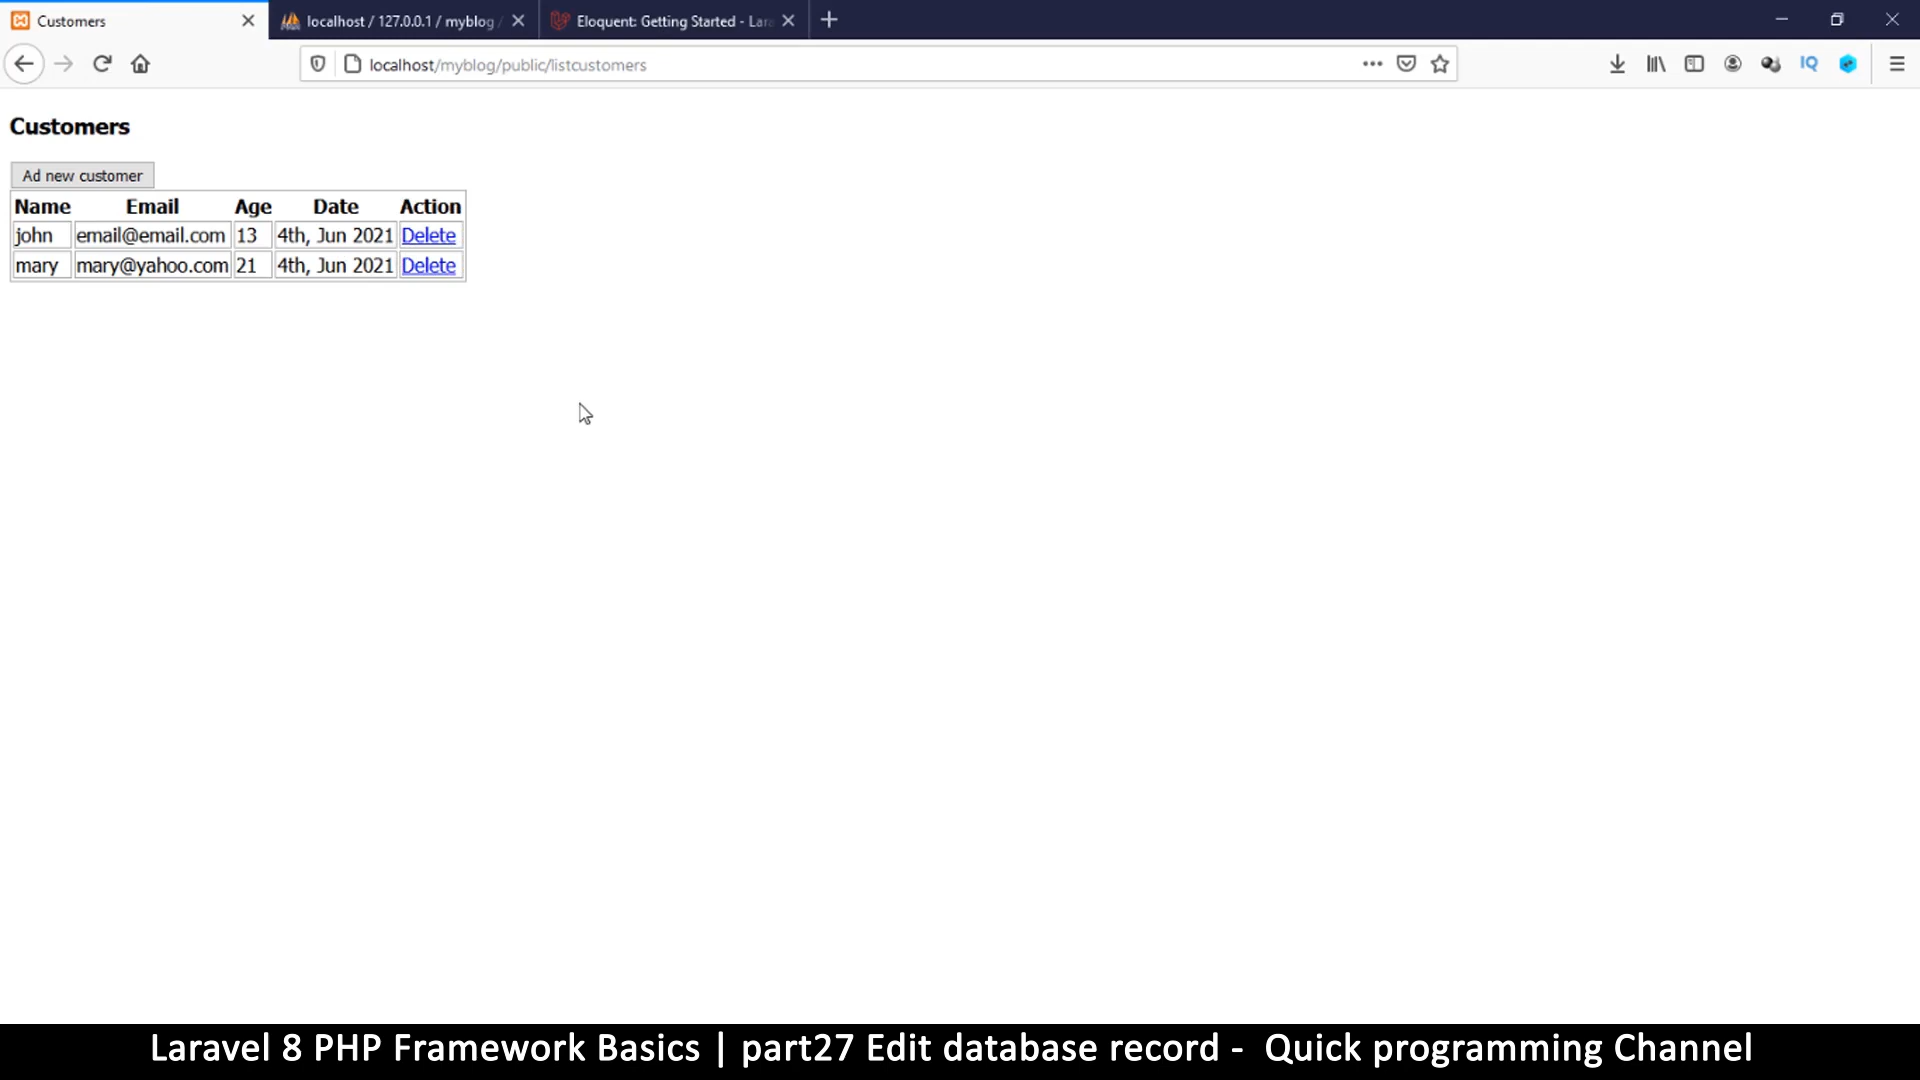 Customers
localhost / 127.0.0.1 / myblog /
Eloquent: Getting Started - Lara
localhost/myblog/public/listcustomers
IQ
Customers
Ad new customer
Name Email Age Date Action
john email@email.com 13 4th, Jun 2021 Delete
mary mary@yahoo.com 21 4th, Jun 2021 Delete
Laravel 8 PHP Framework Basics | part27 Edit database record - Quick programming Channel